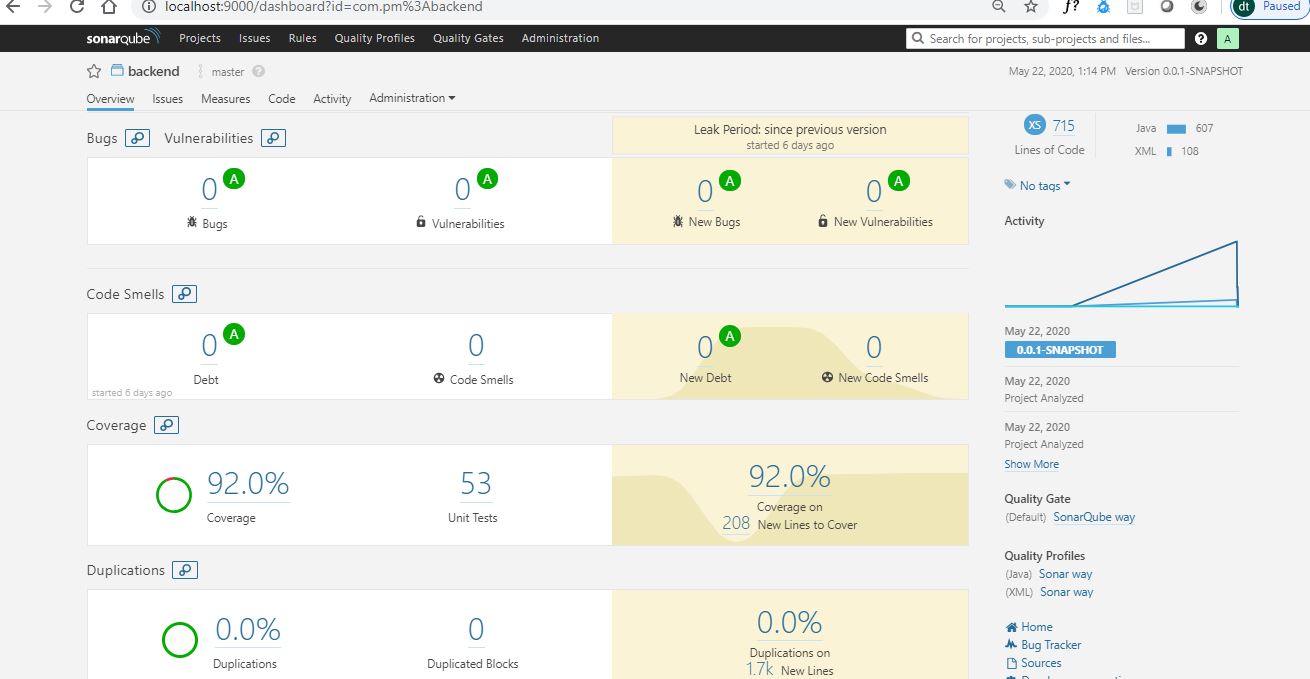 localhost:9000/dashboard?id=com.pm%3Abackend
f?
dt Paused
sonarqube Projects Issues Rules Quality Profiles Quality Gates Administration
Search for projects, sub-projects and files...
? A
backend master ?
May 22, 2020, 1:14 PM Version 0.0.1-SNAPSHOT
Overview Issues Measures Code Activity Administration
Bugs Vulnerabilities
Leak Period: since previous version
started 6 days ago
0 A
Bugs
0 A
Vulnerabilities
0 A
New Bugs
0 A
New Vulnerabilities
Code Smells
0 A
Debt
0
Code Smells
started 6 days ago
0 A
New Debt
0
New Code Smells
Coverage
92.0%
Coverage
53
Unit Tests
92.0%
Coverage on
208 New Lines to Cover
Duplications
0.0%
Duplications
0
Duplicated Blocks
0.0%
Duplications on
1.7k New Lines
XS 715
Lines of Code
Java 607
XML 108
No tags
Activity
May 22, 2020
0.0.1-SNAPSHOT
May 22, 2020
Project Analyzed
May 22, 2020
Project Analyzed
Show More
Quality Gate
(Default) SonarQube way
Quality Profiles
(Java) Sonar way
(XML) Sonar way
Home
Bug Tracker
Sources